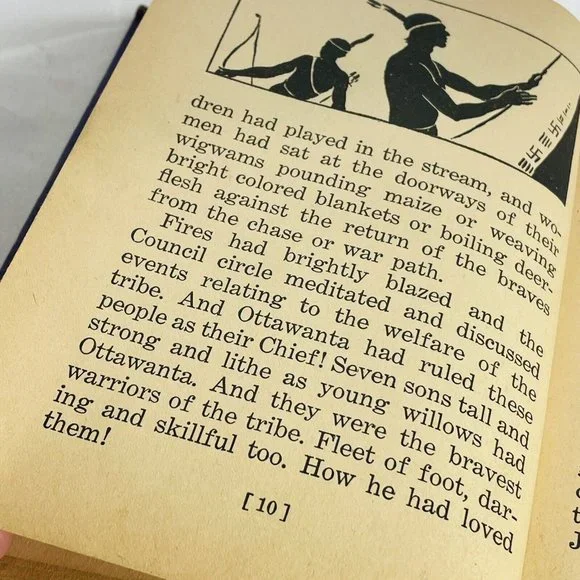 dren had played in the stream, and wo-
men had sat at the doorways of their
wigwams pounding maize or weaving
bright colored blankets or boiling deer-
flesh against the return of the braves
from the chase or war path.
Fires had brightly blazed and the
Council circle meditated and discussed
events relating to the welfare of the
tribe. And Ottawanta had ruled these
people as their Chief! Seven sons tall and
strong and lithe as young willows had
Ottawanta. And they were the bravest
warriors of the tribe. Fleet of foot, dar-
ing and skillful too. How he had loved
them!
[10]